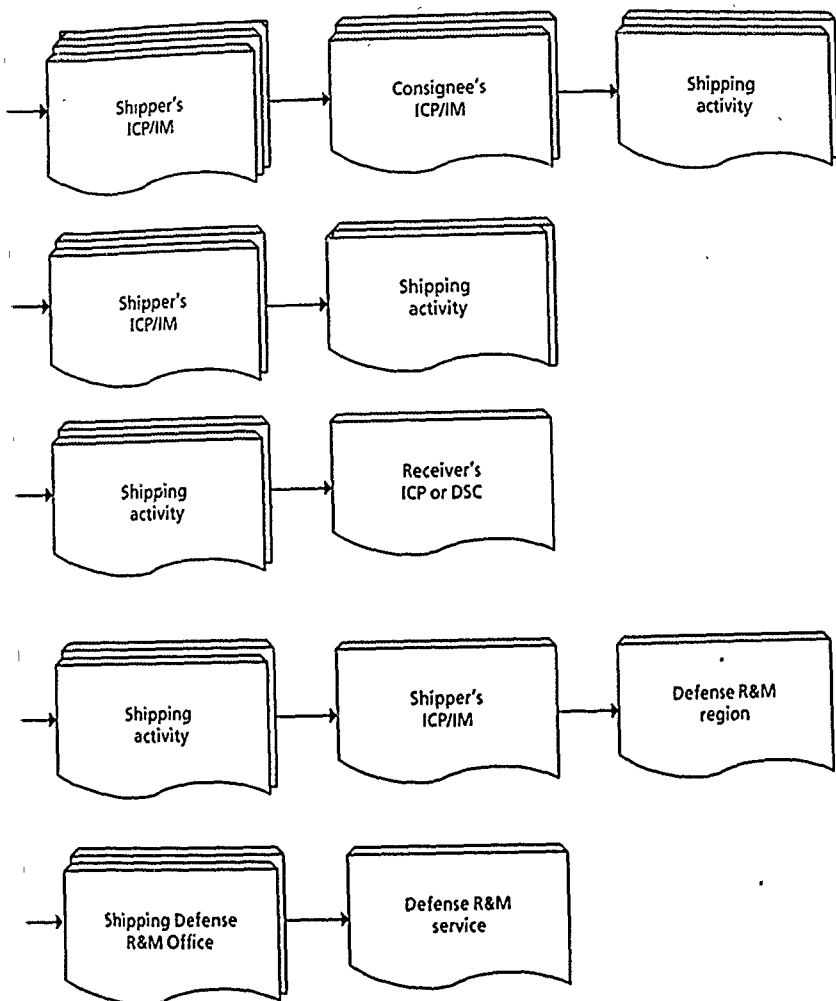 Shipper's
ICP/IM
Consignee's
ICP/IM
Shipping
activity
Shipper's
ICP/IM
Shipping
activity
Shipping
activity
Receiver's
ICP or DSC
Shipping
activity
Shipper's
ICP/IM
Defense R&M
region
Shipping Defense
R&M Office
Defense R&M
service